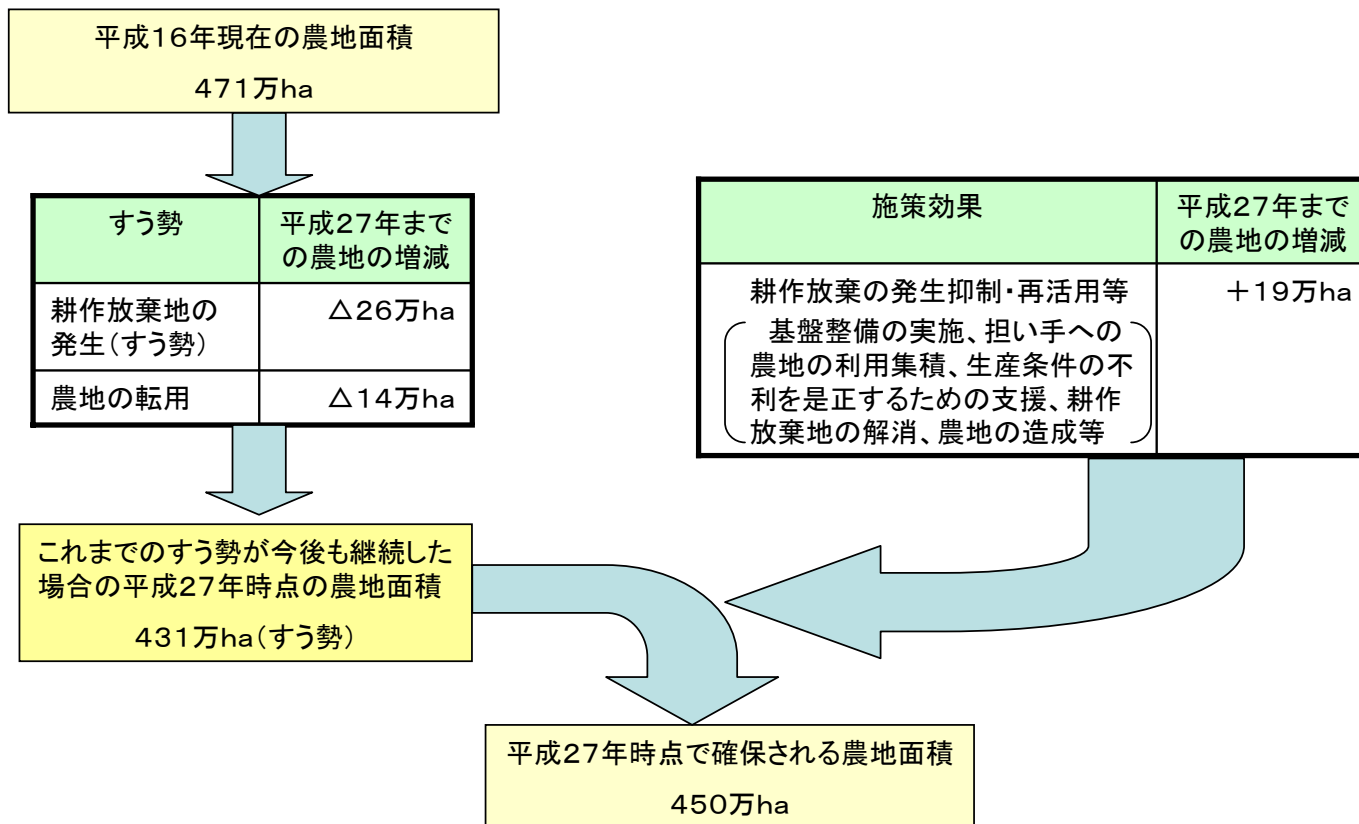 平成16年現在の農地面積
471万ha
すう勢
平成27年まで
の農地の増減
耕作放棄地の
発生(すう勢)
△26万ha
農地の転用
△14万ha
施策効果
平成27年まで
の農地の増減
耕作放棄の発生抑制・再活用等
＋19万ha
基盤整備の実施、担い手への
農地の利用集積、生産条件の不
利を是正するための支援、耕作
放棄地の解消、農地の造成等
これまでのすう勢が今後も継続した
場合の平成27年時点の農地面積
431万ha(すう勢)
平成27年時点で確保される農地面積
450万ha